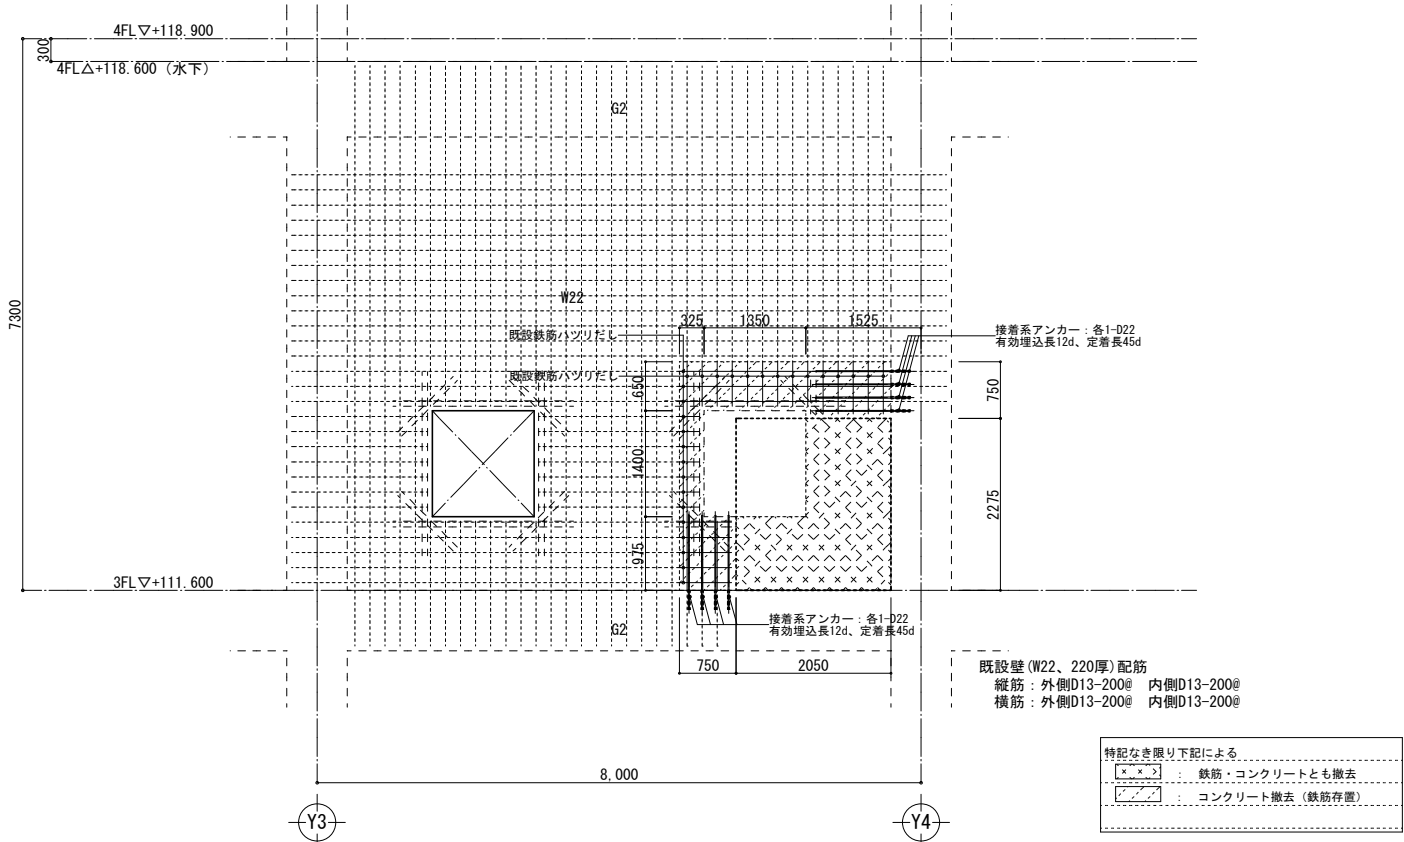 4FL▽+118.900
300
4FL△+118.600 (水下)
G2
7300
W22
325
1350
1525
既設鉄筋ハツリだし
接着系アンカー：各1-D22
有効埋込長12d、定着長45d
既設鉄筋ハツリだし
650
750
1400
2275
975
3FL▽+111.600
接着系アンカー：各1-D22
有効埋込長12d、定着長45d
G2
750
2050
既設壁(W22、220厚)配筋
縦筋：外側D13-200@ 内側D13-200@
横筋：外側D13-200@ 内側D13-200@
8,000
特記なき限り下記による
： 鉄筋・コンクリートとも撤去
： コンクリート撤去（鉄筋存置）
Y3
Y4